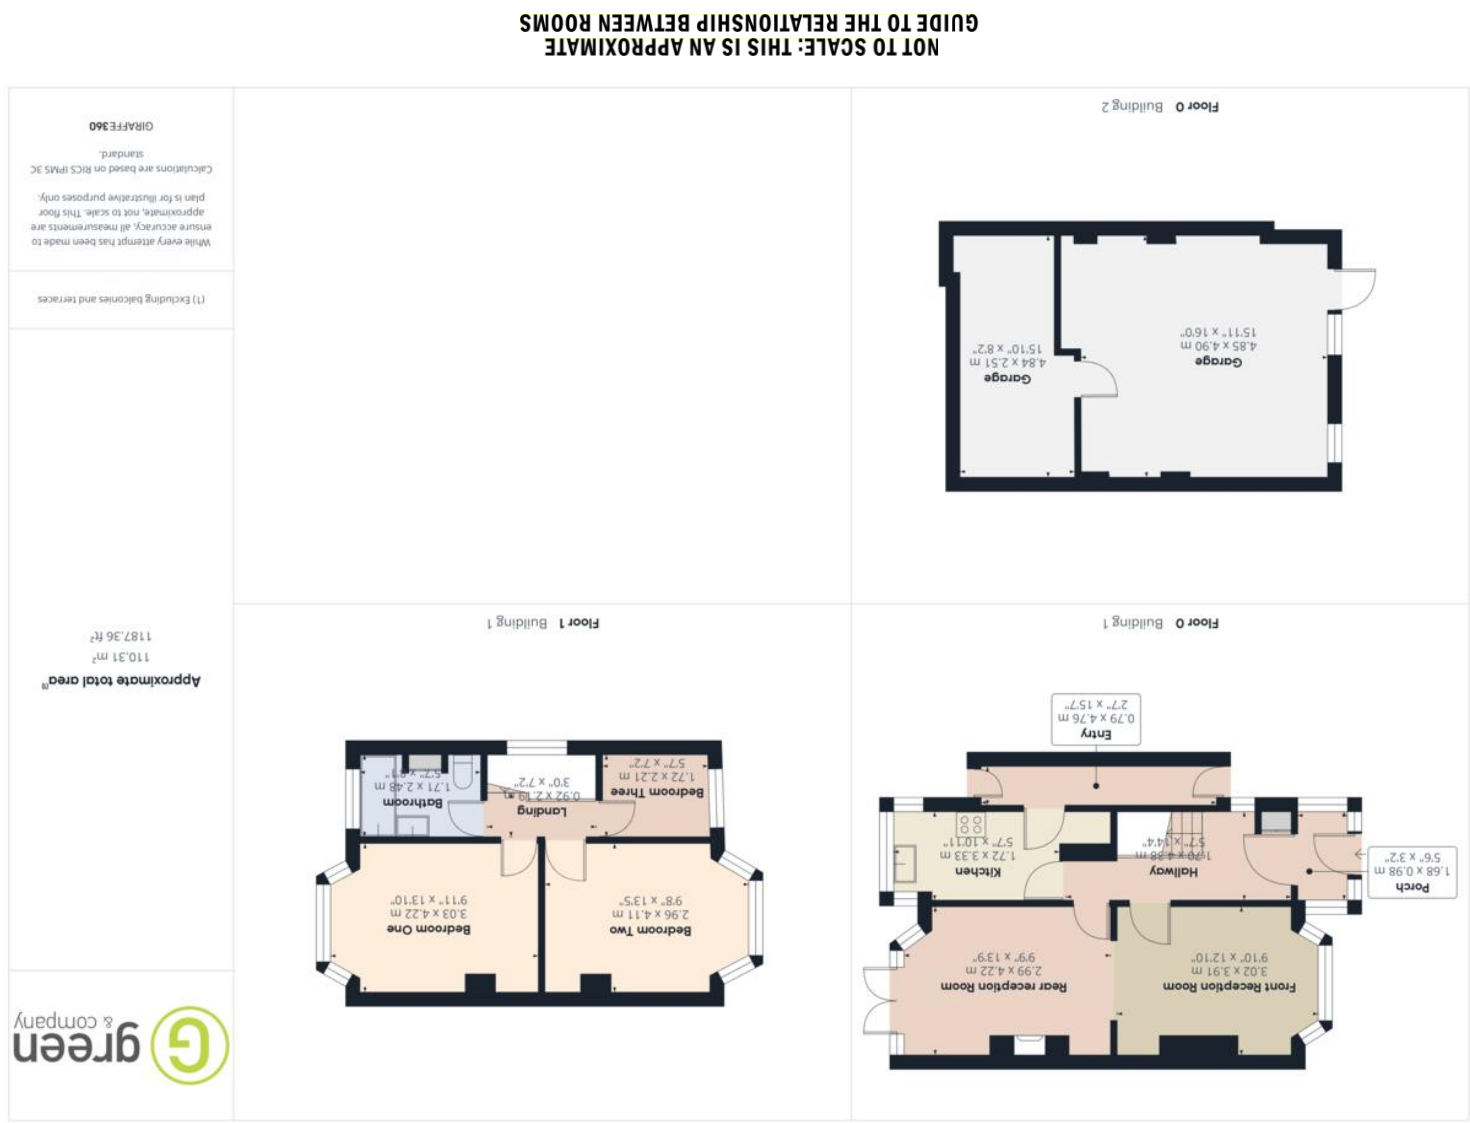 Front Reception Room
3.02 x 3.91 m
9'10" x 12'10"
Rear reception Room
2.99 x 4.22 m
9'9" x 13'9"
Porch
1.68 x 0.98 m
5'6" x 3'2"
Hallway
1.70 x 4.38 m
5'7" x 14'4"
Kitchen
1.72 x 3.33 m
5'7" x 10'11"
Entry
0.79 x 4.76 m
2'7" x 15'7"
Floor 0 Building 1
Bedroom Two
2.96 x 4.11 m
9'8" x 13'5"
Bedroom One
3.03 x 4.22 m
9'11" x 13'10"
Bedroom Three
1.72 x 2.21 m
5'7" x 7'2"
Landing
0.92 x 2.19 m
3'0" x 7'2"
Bathroom
1.71 x 2.48 m
5'7" x 8'1"
Floor 1 Building 1
G green
& company
Approximate total area(1)
110.31 m²
1187.36 ft²
Garage
4.85 x 4.90 m
15'11" x 16'0"
Garage
4.84 x 2.51 m
15'10" x 8'2"
Floor 0 Building 2
(1) Excluding balconies and terraces
While every attempt has been made to
ensure accuracy, all measurements are
approximate, not to scale. This floor
plan is for illustrative purposes only.
Calculations are based on RICS IPMS 3C
standard.
GIRAFFE360
NOT TO SCALE: THIS IS AN APPROXIMATE
GUIDE TO THE RELATIONSHIP BETWEEN ROOMS